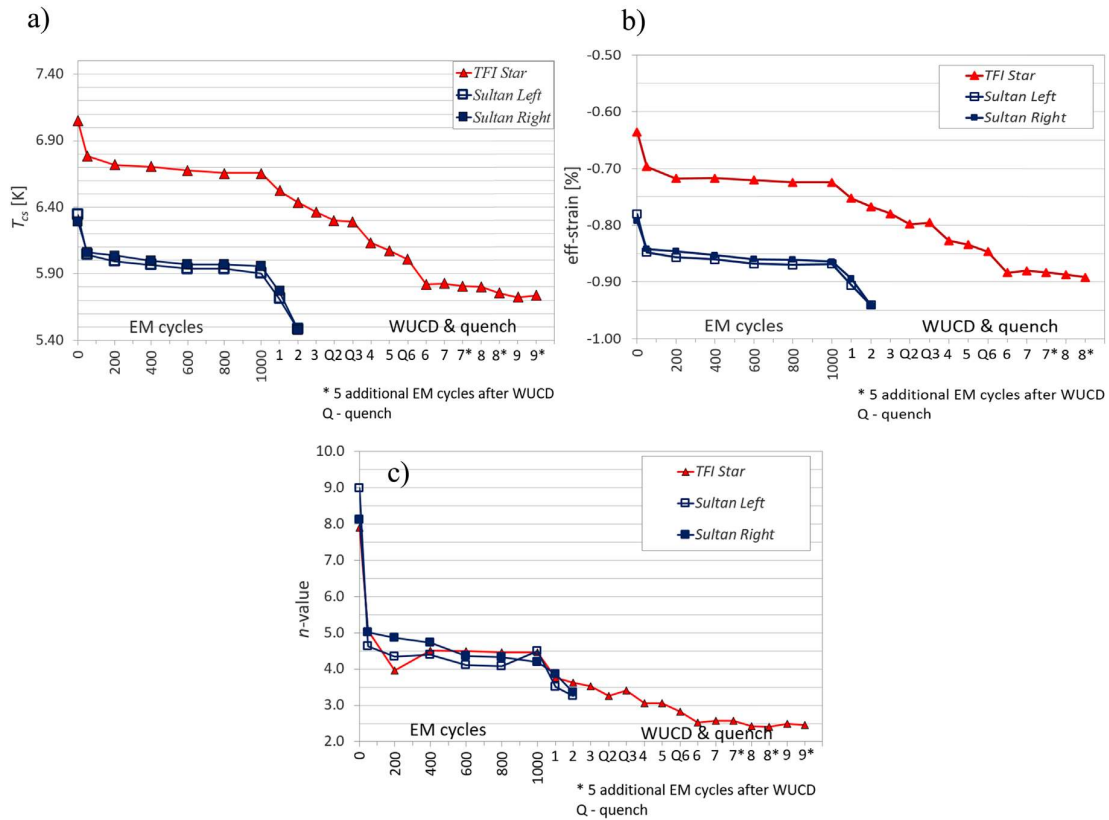 a)
7.40
6.90
6.40
5.90
5.40
T_cs [K]
TFI Star
Sultan Left
Sultan Right
EM cycles
WUCD & quench
0
200
400
600
800
1000
1
2
3
Q2
Q3
4
5
Q6
6
7
7*
8
8*
9
9*
* 5 additional EM cycles after WUCD
Q - quench
b)
-0.50
-0.60
-0.70
-0.80
-0.90
-1.00
eff-strain [%]
TFI Star
Sultan Left
Sultan Right
EM cycles
WUCD & quench
0
200
400
600
800
1000
1
2
3
Q2
Q3
4
5
Q6
6
7
7*
8
8*
* 5 additional EM cycles after WUCD
Q - quench
c)
10.0
9.0
8.0
7.0
6.0
5.0
4.0
3.0
2.0
n-value
TFI Star
Sultan Left
Sultan Right
EM cycles
WUCD & quench
0
200
400
600
800
1000
1
2
3
Q2
Q3
4
5
Q6
6
7
7*
8
8*
9
9*
* 5 additional EM cycles after WUCD
Q - quench